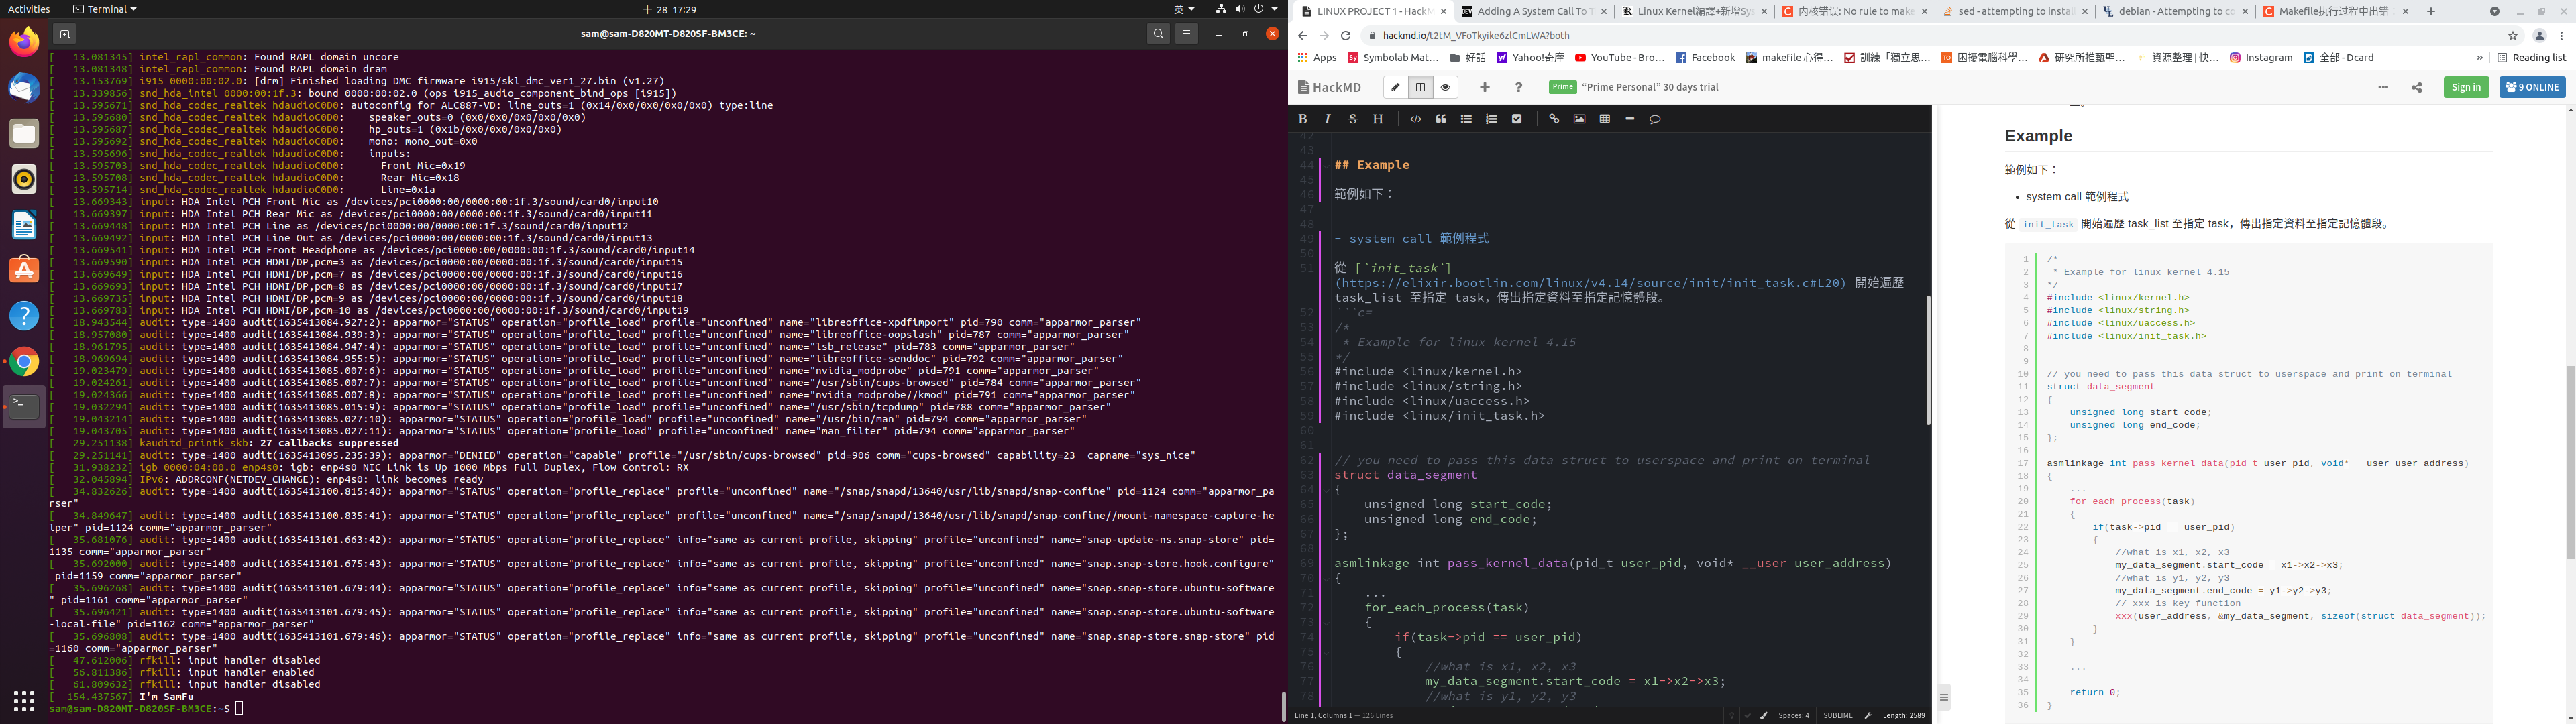 Activities
Terminal
十 28 17:29
英
sam@sam-D820MT-D820SF-BM3CE: ~
[   13.081345] intel_rapl_common: Found RAPL domain uncore
[   13.081348] intel_rapl_common: Found RAPL domain dram
[   13.153769] i915 0000:00:02.0: [drm] Finished loading DMC firmware i915/skl_dmc_ver1_27.bin (v1.27)
[   13.339856] snd_hda_intel 0000:00:1f.3: bound 0000:00:02.0 (ops i915_audio_component_bind_ops [i915])
[   13.595671] snd_hda_codec_realtek hdaudioC0D0: autoconfig for ALC887-VD: line_outs=1 (0x14/0x0/0x0/0x0/0x0) type:line
[   13.595680] snd_hda_codec_realtek hdaudioC0D0:    speaker_outs=0 (0x0/0x0/0x0/0x0/0x0)
[   13.595687] snd_hda_codec_realtek hdaudioC0D0:    hp_outs=1 (0x1b/0x0/0x0/0x0/0x0)
[   13.595692] snd_hda_codec_realtek hdaudioC0D0:    mono: mono_out=0x0
[   13.595696] snd_hda_codec_realtek hdaudioC0D0:    inputs:
[   13.595703] snd_hda_codec_realtek hdaudioC0D0:      Front Mic=0x19
[   13.595708] snd_hda_codec_realtek hdaudioC0D0:      Rear Mic=0x18
[   13.595714] snd_hda_codec_realtek hdaudioC0D0:      Line=0x1a
[   13.669343] input: HDA Intel PCH Front Mic as /devices/pci0000:00/0000:00:1f.3/sound/card0/input10
[   13.669397] input: HDA Intel PCH Rear Mic as /devices/pci0000:00/0000:00:1f.3/sound/card0/input11
[   13.669448] input: HDA Intel PCH Line as /devices/pci0000:00/0000:00:1f.3/sound/card0/input12
[   13.669492] input: HDA Intel PCH Line Out as /devices/pci0000:00/0000:00:1f.3/sound/card0/input13
[   13.669541] input: HDA Intel PCH Front Headphone as /devices/pci0000:00/0000:00:1f.3/sound/card0/input14
[   13.669590] input: HDA Intel PCH HDMI/DP,pcm=3 as /devices/pci0000:00/0000:00:1f.3/sound/card0/input15
[   13.669649] input: HDA Intel PCH HDMI/DP,pcm=7 as /devices/pci0000:00/0000:00:1f.3/sound/card0/input16
[   13.669693] input: HDA Intel PCH HDMI/DP,pcm=8 as /devices/pci0000:00/0000:00:1f.3/sound/card0/input17
[   13.669735] input: HDA Intel PCH HDMI/DP,pcm=9 as /devices/pci0000:00/0000:00:1f.3/sound/card0/input18
[   13.669783] input: HDA Intel PCH HDMI/DP,pcm=10 as /devices/pci0000:00/0000:00:1f.3/sound/card0/input19
[   18.943544] audit: type=1400 audit(1635413084.927:2): apparmor="STATUS" operation="profile_load" profile="unconfined" name="libreoffice-xpdfimport" pid=790 comm="apparmor_parser"
[   18.957080] audit: type=1400 audit(1635413084.939:3): apparmor="STATUS" operation="profile_load" profile="unconfined" name="libreoffice-oopslash" pid=787 comm="apparmor_parser"
[   18.961795] audit: type=1400 audit(1635413084.947:4): apparmor="STATUS" operation="profile_load" profile="unconfined" name="lsb_release" pid=783 comm="apparmor_parser"
[   18.969694] audit: type=1400 audit(1635413084.955:5): apparmor="STATUS" operation="profile_load" profile="unconfined" name="libreoffice-senddoc" pid=792 comm="apparmor_parser"
[   19.023479] audit: type=1400 audit(1635413085.007:6): apparmor="STATUS" operation="profile_load" profile="unconfined" name="nvidia_modprobe" pid=791 comm="apparmor_parser"
[   19.024261] audit: type=1400 audit(1635413085.007:7): apparmor="STATUS" operation="profile_load" profile="unconfined" name="/usr/sbin/cups-browsed" pid=784 comm="apparmor_parser"
[   19.024366] audit: type=1400 audit(1635413085.007:8): apparmor="STATUS" operation="profile_load" profile="unconfined" name="nvidia_modprobe//kmod" pid=791 comm="apparmor_parser"
[   19.032294] audit: type=1400 audit(1635413085.015:9): apparmor="STATUS" operation="profile_load" profile="unconfined" name="/usr/sbin/tcpdump" pid=788 comm="apparmor_parser"
[   19.043214] audit: type=1400 audit(1635413085.027:10): apparmor="STATUS" operation="profile_load" profile="unconfined" name="/usr/bin/man" pid=794 comm="apparmor_parser"
[   19.043705] audit: type=1400 audit(1635413085.027:11): apparmor="STATUS" operation="profile_load" profile="unconfined" name="man_filter" pid=794 comm="apparmor_parser"
[   29.251138] kauditd_printk_skb: 27 callbacks suppressed
[   29.251141] audit: type=1400 audit(1635413095.235:39): apparmor="DENIED" operation="capable" profile="/usr/sbin/cups-browsed" pid=906 comm="cups-browsed" capability=23  capname="sys_nice"
[   31.938232] igb 0000:04:00.0 enp4s0: igb: enp4s0 NIC Link is Up 1000 Mbps Full Duplex, Flow Control: RX
[   32.045894] IPv6: ADDRCONF(NETDEV_CHANGE): enp4s0: link becomes ready
[   34.832626] audit: type=1400 audit(1635413100.815:40): apparmor="STATUS" operation="profile_replace" profile="unconfined" name="/snap/snapd/13640/usr/lib/snapd/snap-confine" pid=1124 comm="apparmor_pa
rser"
[   34.849647] audit: type=1400 audit(1635413100.835:41): apparmor="STATUS" operation="profile_replace" profile="unconfined" name="/snap/snapd/13640/usr/lib/snapd/snap-confine//mount-namespace-capture-he
lper" pid=1124 comm="apparmor_parser"
[   35.681076] audit: type=1400 audit(1635413101.663:42): apparmor="STATUS" operation="profile_replace" info="same as current profile, skipping" profile="unconfined" name="snap-update-ns.snap-store" pid=
1135 comm="apparmor_parser"
[   35.692000] audit: type=1400 audit(1635413101.675:43): apparmor="STATUS" operation="profile_replace" info="same as current profile, skipping" profile="unconfined" name="snap.snap-store.hook.configure"
 pid=1159 comm="apparmor_parser"
[   35.696268] audit: type=1400 audit(1635413101.679:44): apparmor="STATUS" operation="profile_replace" info="same as current profile, skipping" profile="unconfined" name="snap.snap-store.ubuntu-software
" pid=1161 comm="apparmor_parser"
[   35.696421] audit: type=1400 audit(1635413101.679:45): apparmor="STATUS" operation="profile_replace" info="same as current profile, skipping" profile="unconfined" name="snap.snap-store.ubuntu-software
-local-file" pid=1162 comm="apparmor_parser"
[   35.696808] audit: type=1400 audit(1635413101.679:46): apparmor="STATUS" operation="profile_replace" info="same as current profile, skipping" profile="unconfined" name="snap.snap-store.snap-store" pid
=1160 comm="apparmor_parser"
[   47.612006] rfkill: input handler disabled
[   56.811386] rfkill: input handler enabled
[   61.809632] rfkill: input handler disabled
[  154.437567] I'm SamFu
sam@sam-D820MT-D820SF-BM3CE:~$
LINUX PROJECT 1 - HackM
Adding A System Call To T
Linux Kernel編譯+新增Sy
内核错误: No rule to make
sed - attempting to install
debian - Attempting to co
Makefile执行过程中出错
hackmd.io/t2tM_VFoTkyike6zlCmLWA?both
Apps
Symbolab Mat…
好話
Yahoo!奇摩
YouTube - Bro…
Facebook
makefile 心得…
訓練「獨立思…
困擾電腦科學…
研究所推甄聖…
資源整理 | 快…
Instagram
全部 - Dcard
»
Reading list
HackMD
Prime
“Prime Personal” 30 days trial
Sign in
9 ONLINE
42
43
44 ## Example
45
46 範例如下：
47
48
49 - system call 範例程式
50
51 從 [`init_task`]
(https://elixir.bootlin.com/linux/v4.14/source/init/init_task.c#L20) 開始遍歷
task_list 至指定 task，傳出指定資料至指定記憶體段。
52 ```c=
53 /*
54  * Example for linux kernel 4.15
55 */
56 #include <linux/kernel.h>
57 #include <linux/string.h>
58 #include <linux/uaccess.h>
59 #include <linux/init_task.h>
60
61
62 // you need to pass this data struct to userspace and print on terminal
63 struct data_segment
64 {
65     unsigned long start_code;
66     unsigned long end_code;
67 };
68
69 asmlinkage int pass_kernel_data(pid_t user_pid, void* __user user_address)
70 {
71     ...
72     for_each_process(task)
73     {
74         if(task->pid == user_pid)
75         {
76             //what is x1, x2, x3
77             my_data_segment.start_code = x1->x2->x3;
78             //what is y1, y2, y3
Line 1, Columns 1 — 126 Lines
Spaces: 4
SUBLIME
Length: 2589
Example
範例如下：
• system call 範例程式
從 init_task 開始遍歷 task_list 至指定 task，傳出指定資料至指定記憶體段。
1 /*
2  * Example for linux kernel 4.15
3 */
4 #include <linux/kernel.h>
5 #include <linux/string.h>
6 #include <linux/uaccess.h>
7 #include <linux/init_task.h>
8
9
10 // you need to pass this data struct to userspace and print on terminal
11 struct data_segment
12 {
13     unsigned long start_code;
14     unsigned long end_code;
15 };
16
17 asmlinkage int pass_kernel_data(pid_t user_pid, void* __user user_address)
18 {
19     ...
20     for_each_process(task)
21     {
22         if(task->pid == user_pid)
23         {
24             //what is x1, x2, x3
25             my_data_segment.start_code = x1->x2->x3;
26             //what is y1, y2, y3
27             my_data_segment.end_code = y1->y2->y3;
28             // xxx is key function
29             xxx(user_address, &my_data_segment, sizeof(struct data_segment));
30         }
31     }
32
33     ...
34
35     return 0;
36 }